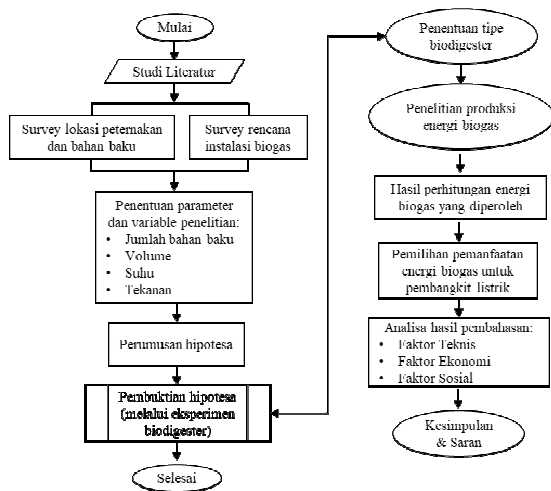 Mulai
Studi Literatur
Survey lokasi peternakan
dan bahan baku
Survey rencana
instalasi biogas
Penentuan parameter
dan variable penelitian:
• Jumlah bahan baku
• Volume
• Suhu
• Tekanan
Perumusan hipotesa
Pembuktian hipotesa
(melalui eksperimen
biodigester)
Selesai
Penentuan tipe
biodigester
Penelitian produksi
energi biogas
Hasil perhitungan energi
biogas yang diperoleh
Pemilihan pemanfaatan
energi biogas untuk
pembangkit listrik
Analisa hasil pembahasan:
• Faktor Teknis
• Faktor Ekonomi
• Faktor Sosial
Kesimpulan
& Saran